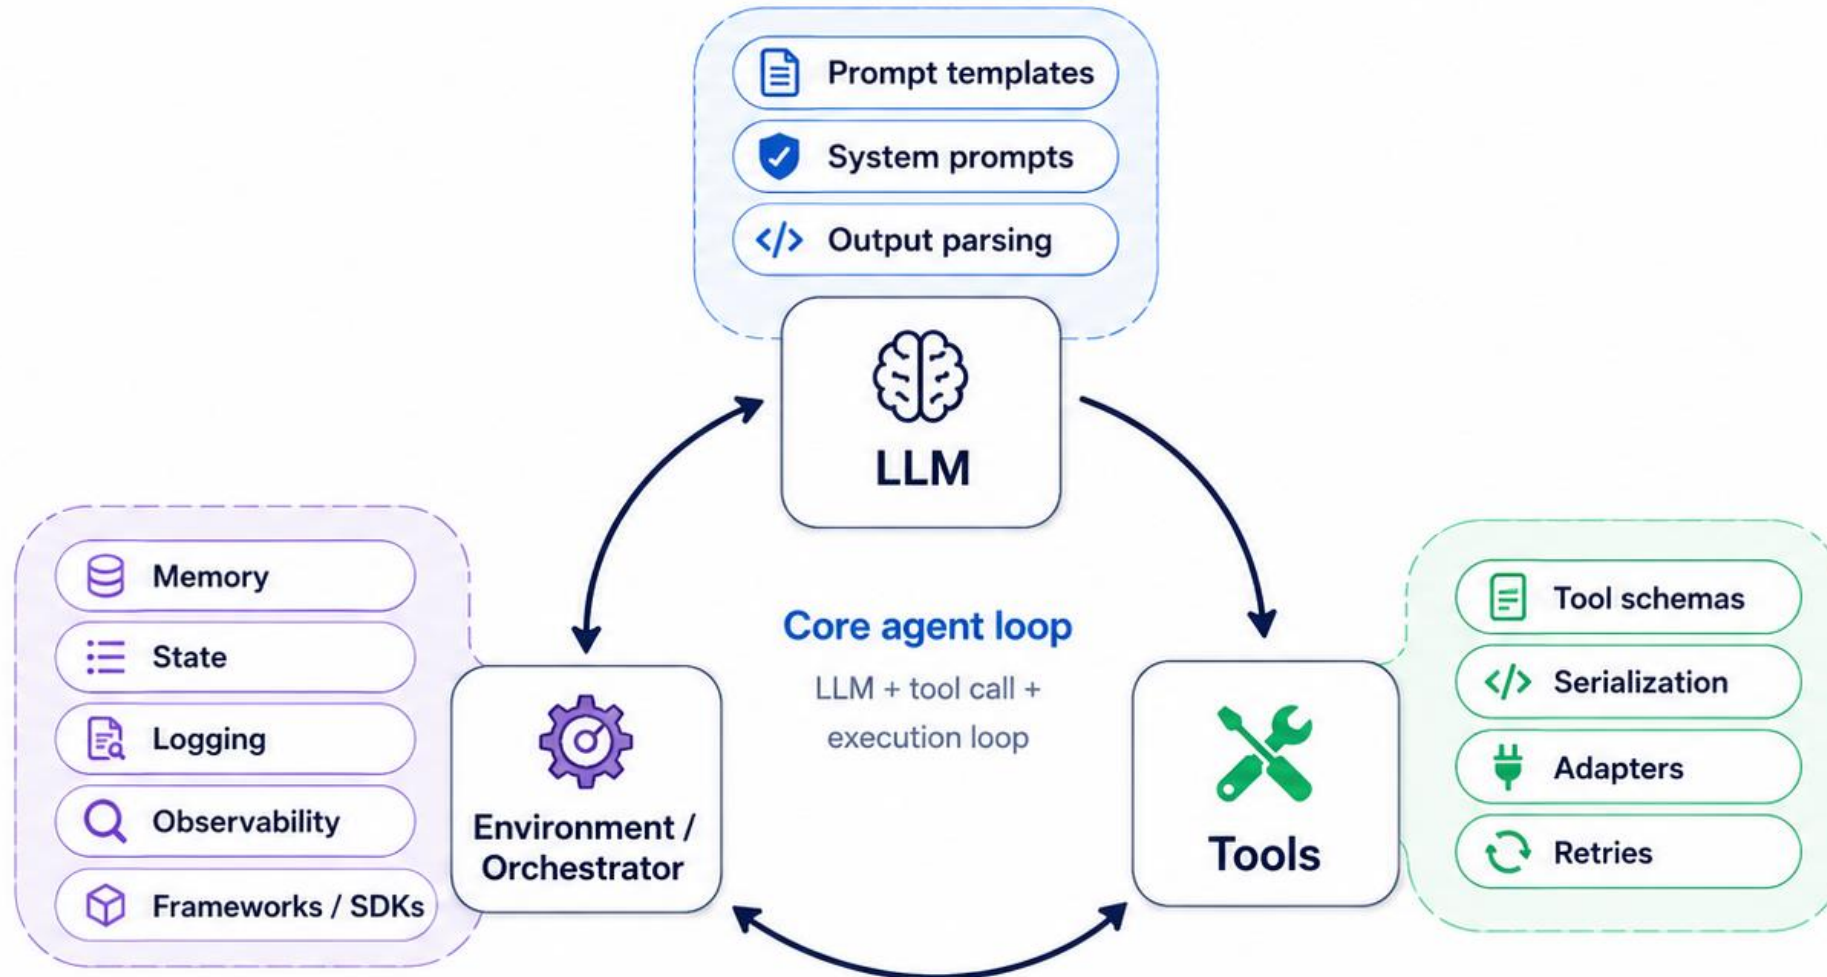 Prompt templates
System prompts
Output parsing
LLM
Core agent loop
LLM + tool call +
execution loop
Memory
State
Logging
Observability
Frameworks / SDKs
Environment /
Orchestrator
Tools
Tool schemas
Serialization
Adapters
Retries